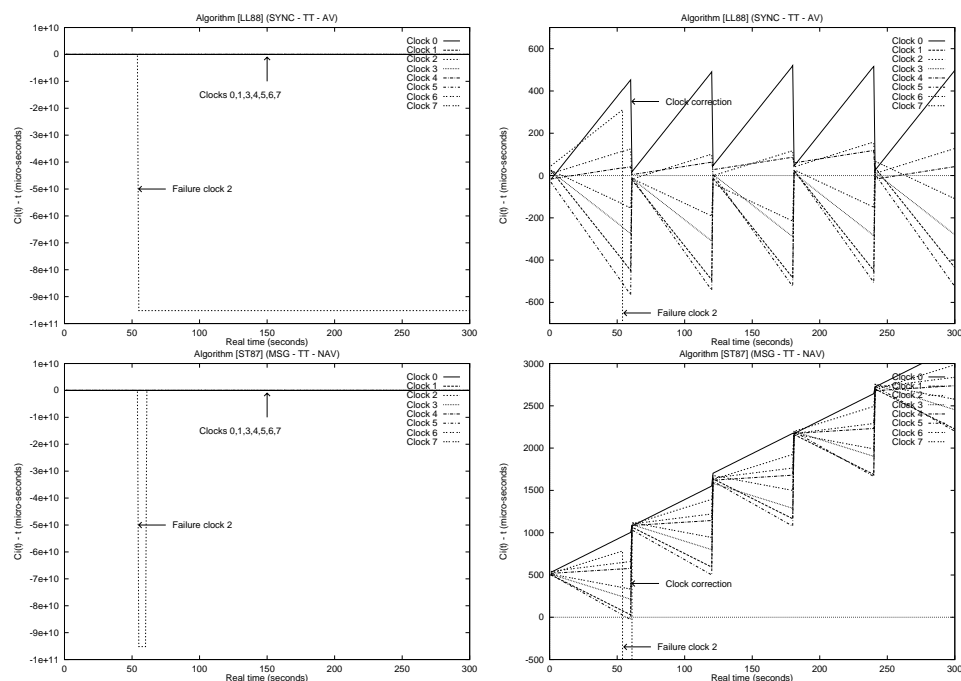 Algorithm [LL88] (SYNC - TT - AV)
Ci(t) - t (micro-seconds)
1e+10
0
-1e+10
-2e+10
-3e+10
-4e+10
-5e+10
-6e+10
-7e+10
-8e+10
-9e+10
-1e+11
0 50 100 150 200 250 300
Real time (seconds)
Clock 0
Clock 1
Clock 2
Clock 3
Clock 4
Clock 5
Clock 6
Clock 7
Clocks 0,1,3,4,5,6,7
Failure clock 2
Algorithm [LL88] (SYNC - TT - AV)
Ci(t) - t (micro-seconds)
600
400
200
0
-200
-400
-600
0 50 100 150 200 250 300
Real time (seconds)
Clock 0
Clock 1
Clock 2
Clock 3
Clock 4
Clock 5
Clock 6
Clock 7
Clock correction
Failure clock 2
Algorithm [ST87] (MSG - TT - NAV)
Ci(t) - t (micro-seconds)
1e+10
0
-1e+10
-2e+10
-3e+10
-4e+10
-5e+10
-6e+10
-7e+10
-8e+10
-9e+10
-1e+11
0 50 100 150 200 250 300
Real time (seconds)
Clock 0
Clock 1
Clock 2
Clock 3
Clock 4
Clock 5
Clock 6
Clock 7
Clocks 0,1,3,4,5,6,7
Failure clock 2
Algorithm [ST87] (MSG - TT - NAV)
Ci(t) - t (micro-seconds)
3000
2500
2000
1500
1000
500
0
-500
0 50 100 150 200 250 300
Real time (seconds)
Clock 0
Clock 1
Clock 2
Clock 3
Clock 4
Clock 5
Clock 6
Clock 7
Clock correction
Failure clock 2